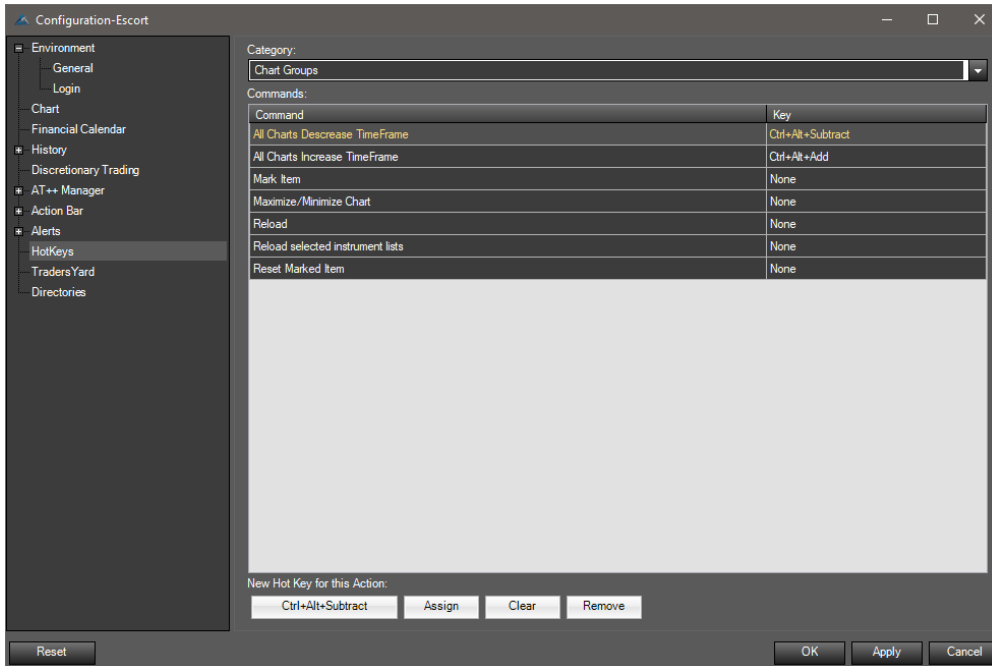 Configuration-Escort
Environment
General
Login
Chart
Financial Calendar
History
Discretionary Trading
AT++ Manager
Action Bar
Alerts
HotKeys
TradersYard
Directories
Category:
Chart Groups
Commands:
Command Key
All Charts Descrease TimeFrame Ctrl+Alt+Subtract
All Charts Increase TimeFrame Ctrl+Alt+Add
Mark Item None
Maximize/Minimize Chart None
Reload None
Reload selected instrument lists None
Reset Marked Item None
New Hot Key for this Action:
Ctrl+Alt+Subtract Assign Clear Remove
Reset OK Apply Cancel